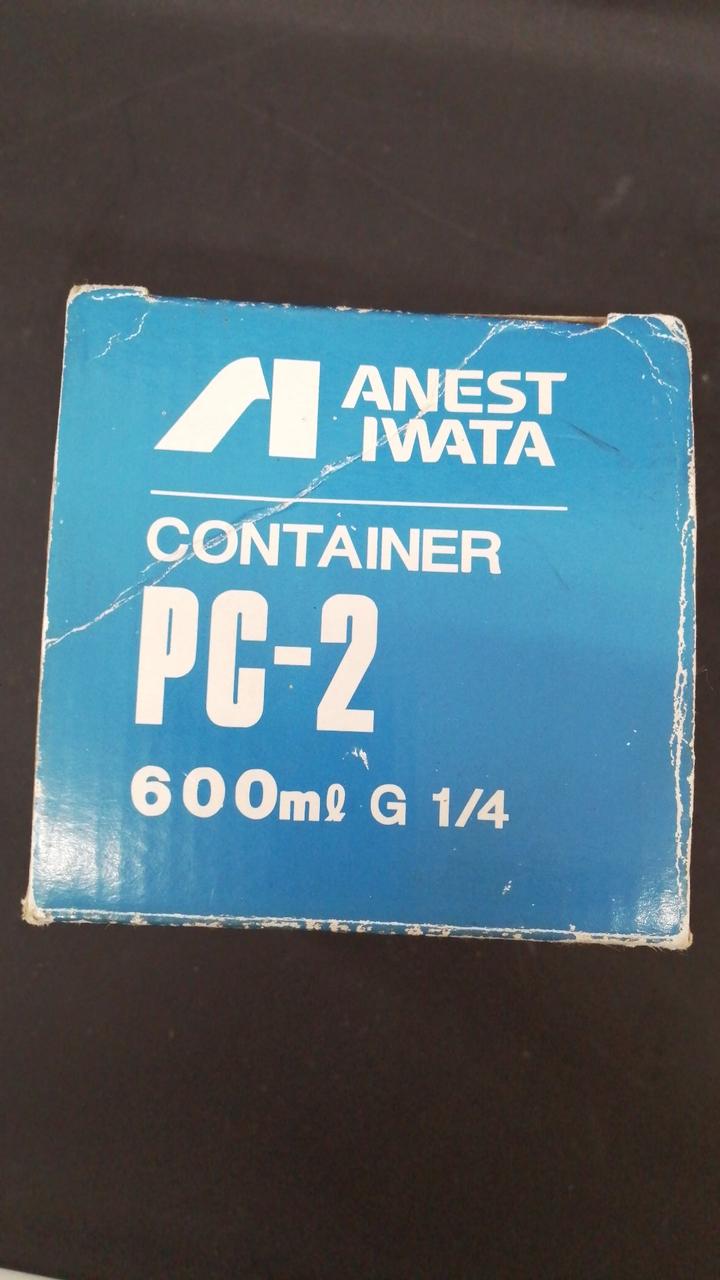 ANEST
IWATA
CONTAINER
PC-2
600mℓ G 1/4